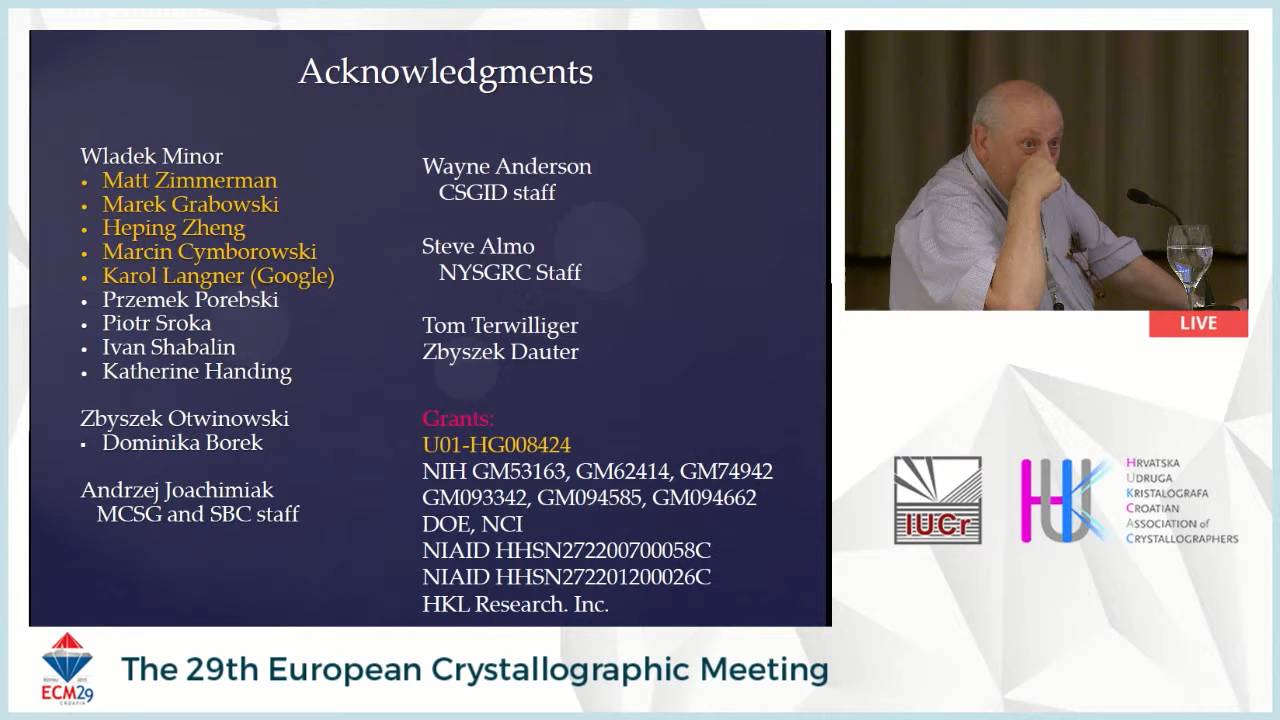 Acknowledgments
Wladek Minor
• Matt Zimmerman
• Marek Grabowski
• Heping Zheng
• Marcin Cymborowski
• Karol Langner (Google)
• Przemek Porebski
• Piotr Sroka
• Ivan Shabalin
• Katherine Handing
Zbyszek Otwinowski
▪ Dominika Borek
Andrzej Joachimiak
MCSG and SBC staff
Wayne Anderson
CSGID staff
Steve Almo
NYSGRC Staff
Tom Terwilliger
Zbyszek Dauter
Grants:
U01-HG008424
NIH GM53163, GM62414, GM74942
GM093342, GM094585, GM094662
DOE, NCI
NIAID HHSN272200700058C
NIAID HHSN272201200026C
HKL Research. Inc.
LIVE
IUCr
HUK
HRVATSKA
UDRUGA
KRISTALOGRAFA
CROATIAN
ASSOCIATION of
CRYSTALLOGRAPHERS
ECM29
CROATIA
The 29th European Crystallographic Meeting